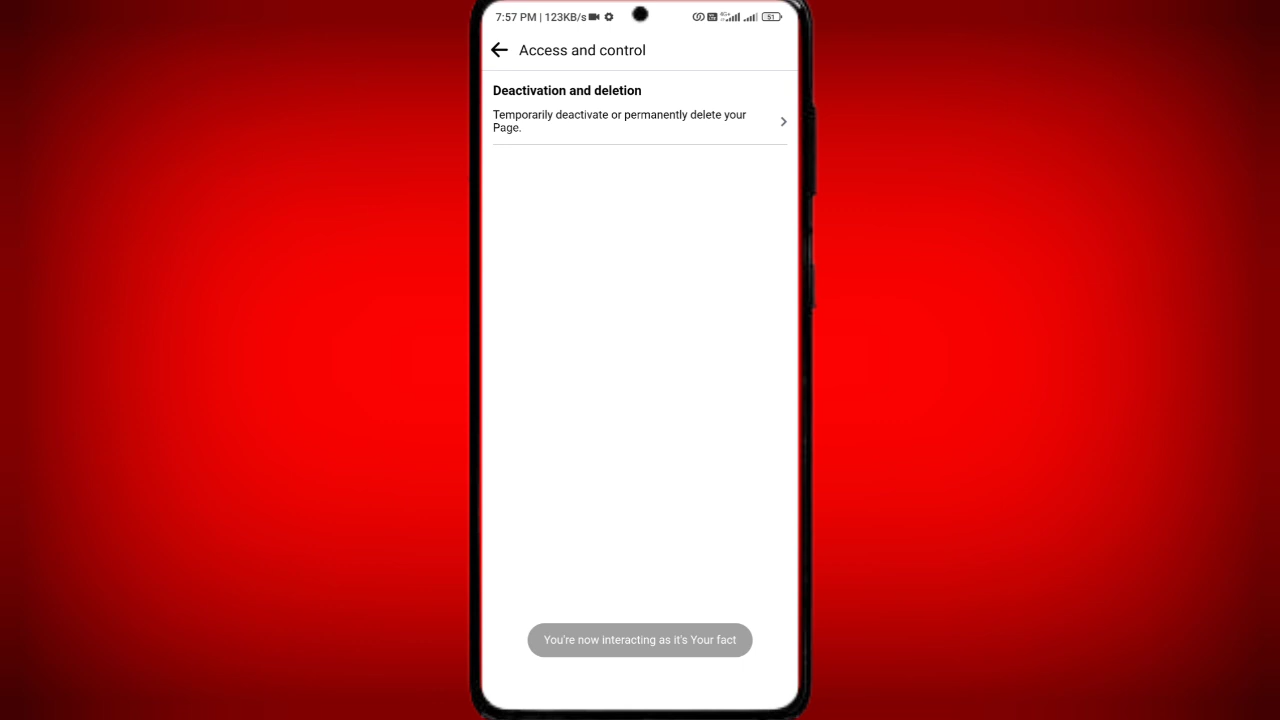 7:57 PM | 123KB/s
51
Access and control
Deactivation and deletion
Temporarily deactivate or permanently delete your
Page.
You're now interacting as it's Your fact